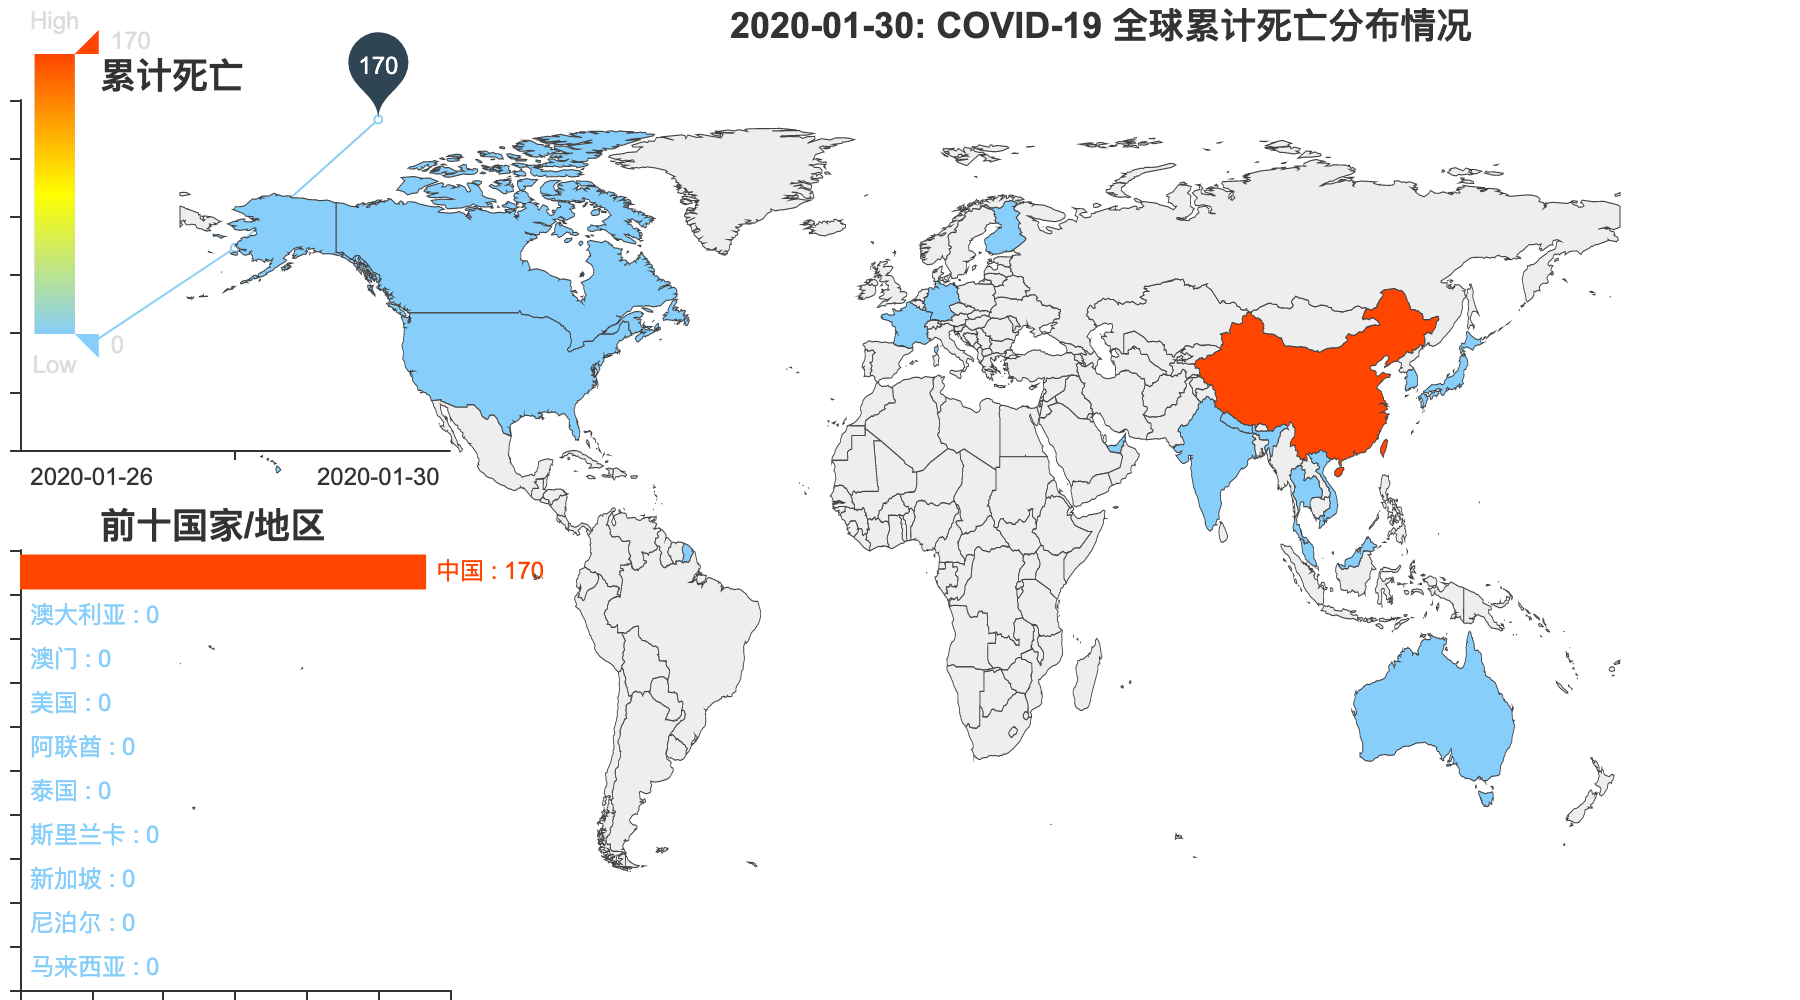 2020-01-30: COVID-19 全球累计死亡分布情况
High
170
累计死亡
170
0
Low
2020-01-26
2020-01-30
前十国家/地区
中国 : 170
澳大利亚 : 0
澳门 : 0
美国 : 0
阿联酋 : 0
泰国 : 0
斯里兰卡 : 0
新加坡 : 0
尼泊尔 : 0
马来西亚 : 0